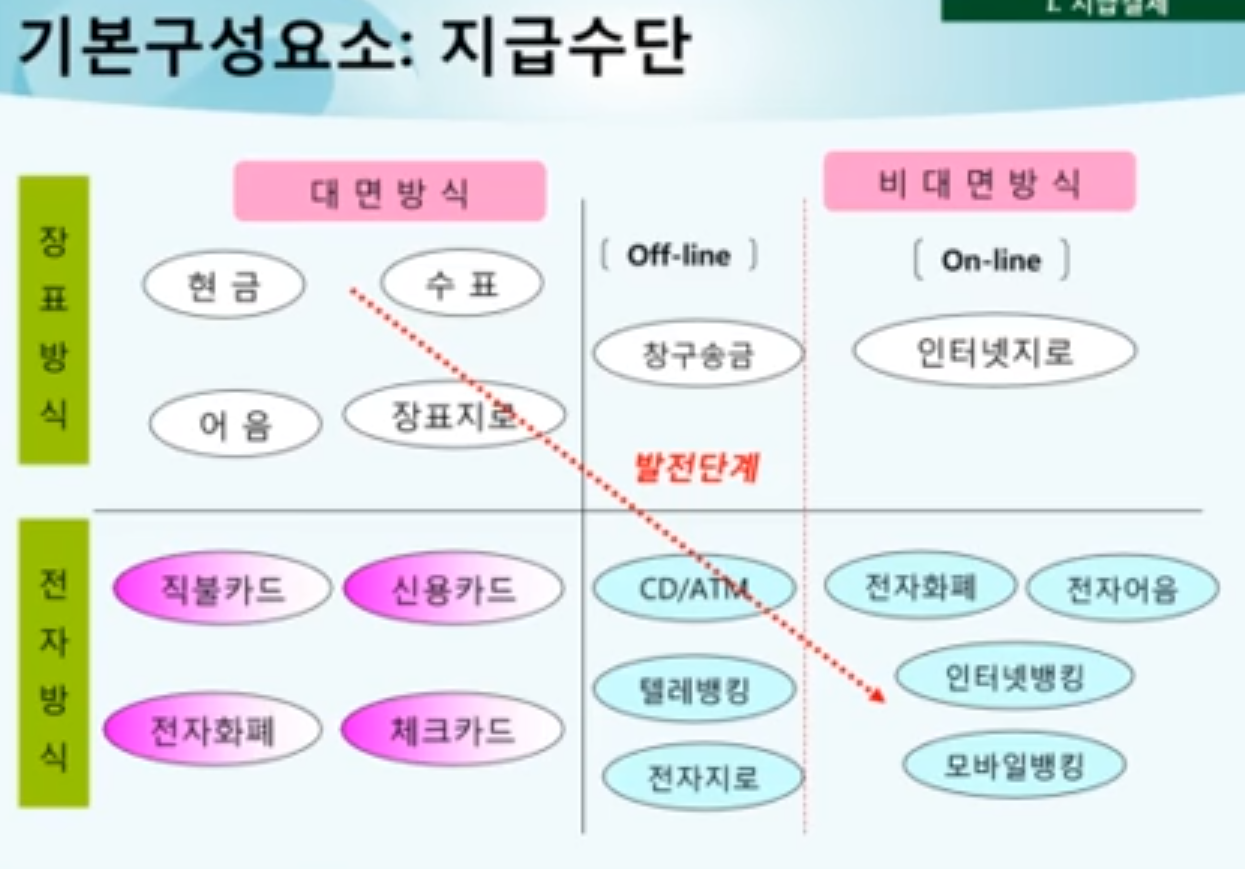 I. 지급결제
기본구성요소: 지급수단
대 면 방 식
비 대 면 방 식
장
표
방
식
[ Off-line ]
[ On-line ]
현 금
수 표
창구송금
인터넷지로
어 음
장표지로
발전단계
전
자
방
식
직불카드
신용카드
CD/ATM
전자화폐
전자어음
텔레뱅킹
인터넷뱅킹
전자화폐
체크카드
전자지로
모바일뱅킹